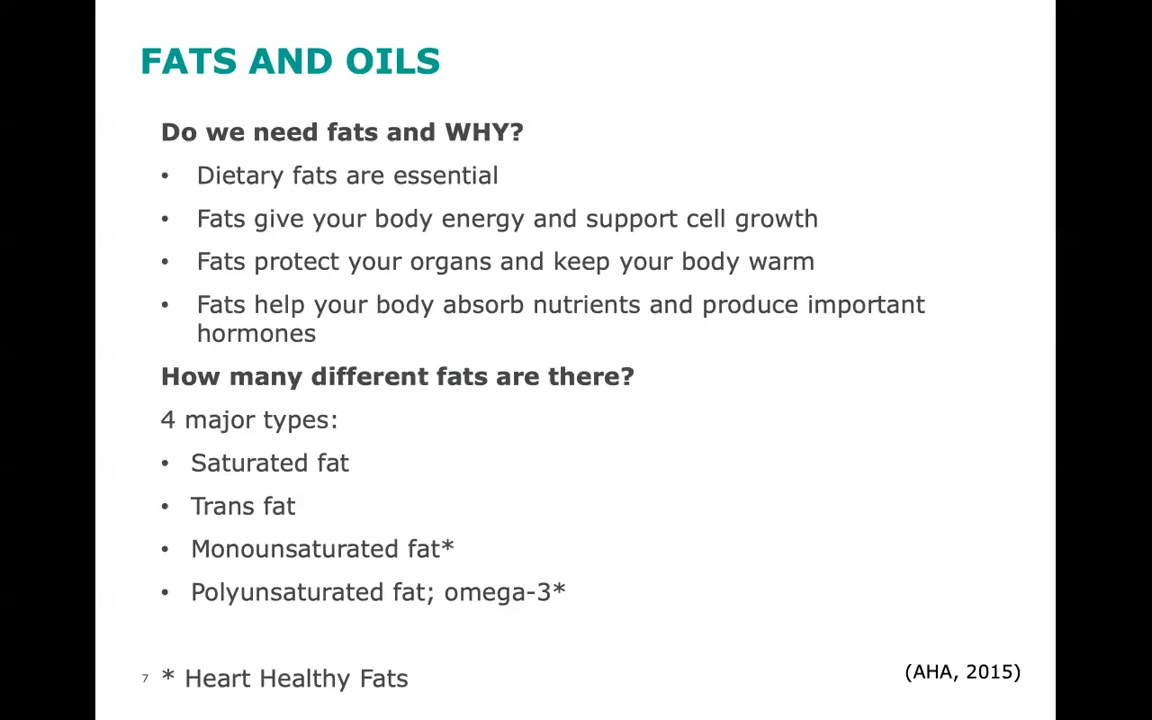 FATS AND OILS
Do we need fats and WHY?
• Dietary fats are essential
• Fats give your body energy and support cell growth
• Fats protect your organs and keep your body warm
• Fats help your body absorb nutrients and produce important
hormones
How many different fats are there?
4 major types:
• Saturated fat
• Trans fat
• Monounsaturated fat*
• Polyunsaturated fat; omega-3*
7 * Heart Healthy Fats
(AHA, 2015)